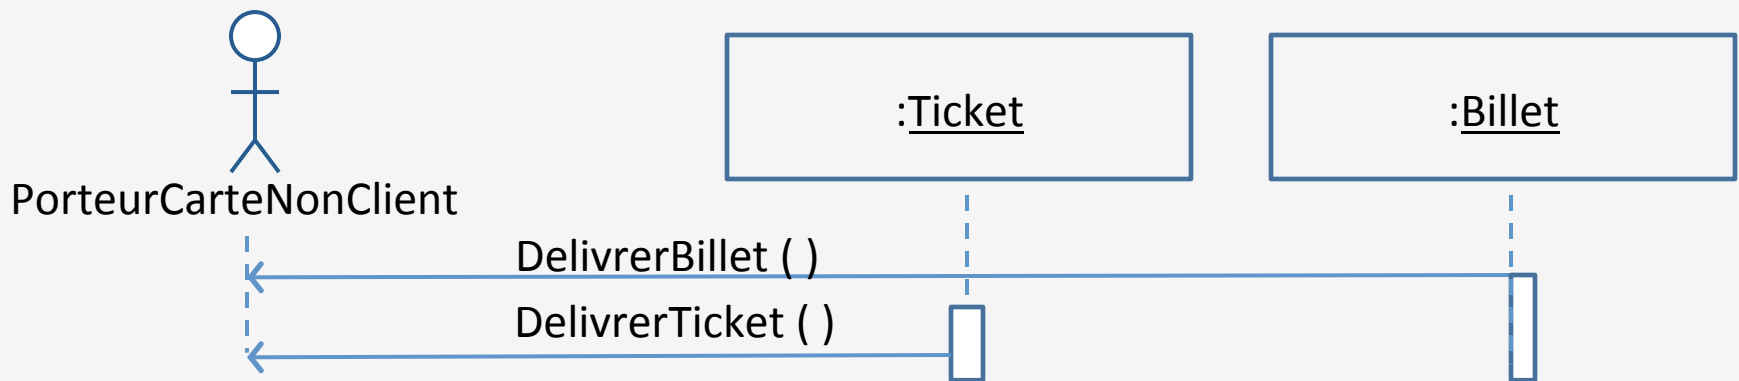 :Ticket
:Billet
PorteurCarteNonClient
DelivrerBillet ( )
DelivrerTicket ( )